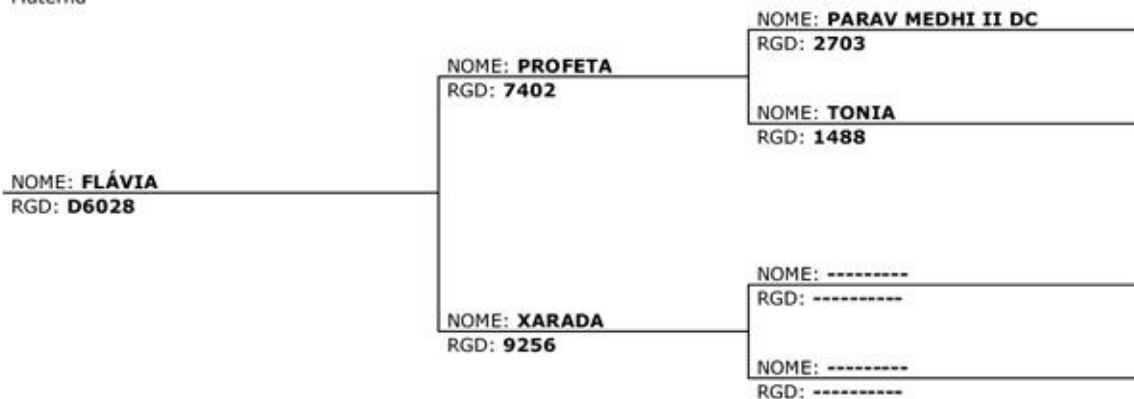 Materna
NOME: PARAV MEDHI II DC
RGD: 2703
NOME: PROFETA
RGD: 7402
NOME: TONIA
RGD: 1488
NOME: FLÁVIA
RGD: D6028
NOME: ---------
RGD: ----------
NOME: XARADA
RGD: 9256
NOME: ---------
RGD: ----------